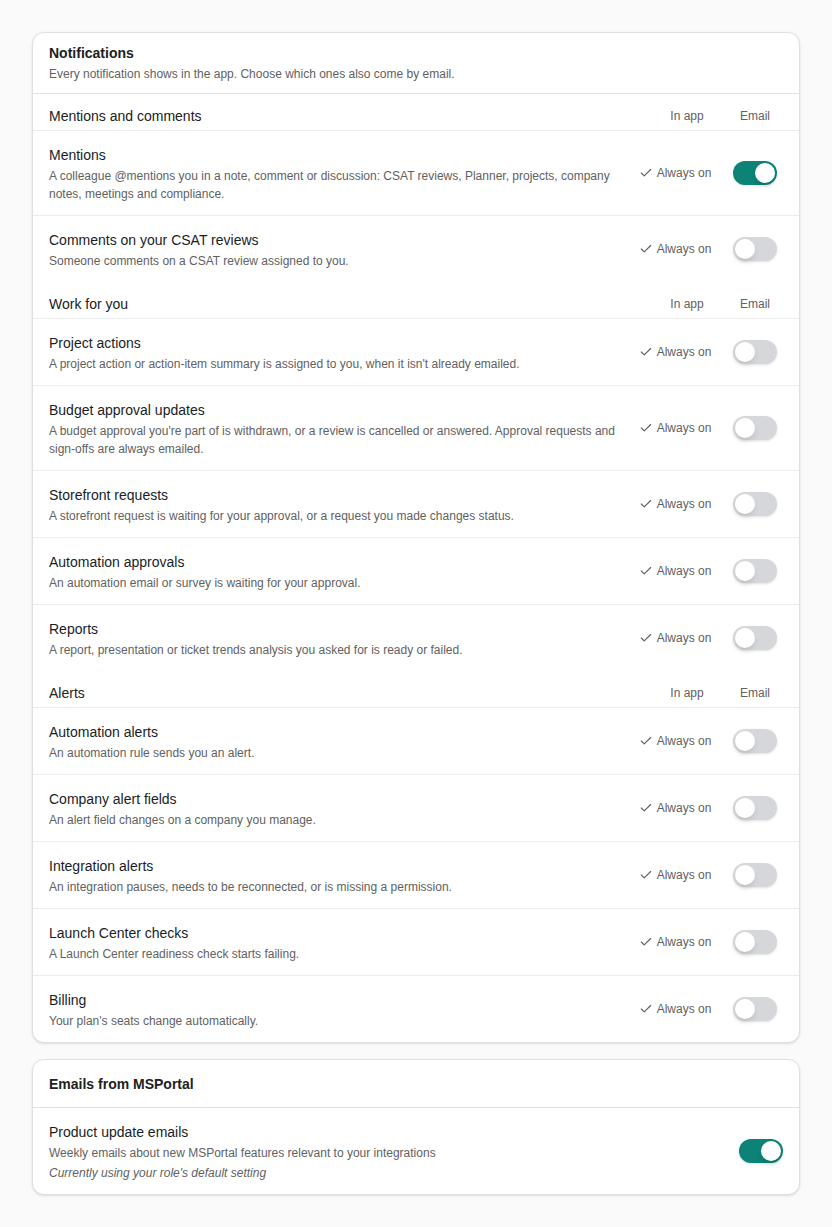 Notifications
Every notification shows in the app. Choose which ones also come by email.
Mentions and comments In app Email
Mentions
A colleague @mentions you in a note, comment or discussion: CSAT reviews, Planner, projects, company
notes, meetings and compliance.
Always on
Comments on your CSAT reviews
Someone comments on a CSAT review assigned to you.
Always on
Work for you In app Email
Project actions
A project action or action-item summary is assigned to you, when it isn't already emailed.
Always on
Budget approval updates
A budget approval you're part of is withdrawn, or a review is cancelled or answered. Approval requests and
sign-offs are always emailed.
Always on
Storefront requests
A storefront request is waiting for your approval, or a request you made changes status.
Always on
Automation approvals
An automation email or survey is waiting for your approval.
Always on
Reports
A report, presentation or ticket trends analysis you asked for is ready or failed.
Always on
Alerts In app Email
Automation alerts
An automation rule sends you an alert.
Always on
Company alert fields
An alert field changes on a company you manage.
Always on
Integration alerts
An integration pauses, needs to be reconnected, or is missing a permission.
Always on
Launch Center checks
A Launch Center readiness check starts failing.
Always on
Billing
Your plan's seats change automatically.
Always on
Emails from MSPortal
Product update emails
Weekly emails about new MSPortal features relevant to your integrations
Currently using your role's default setting